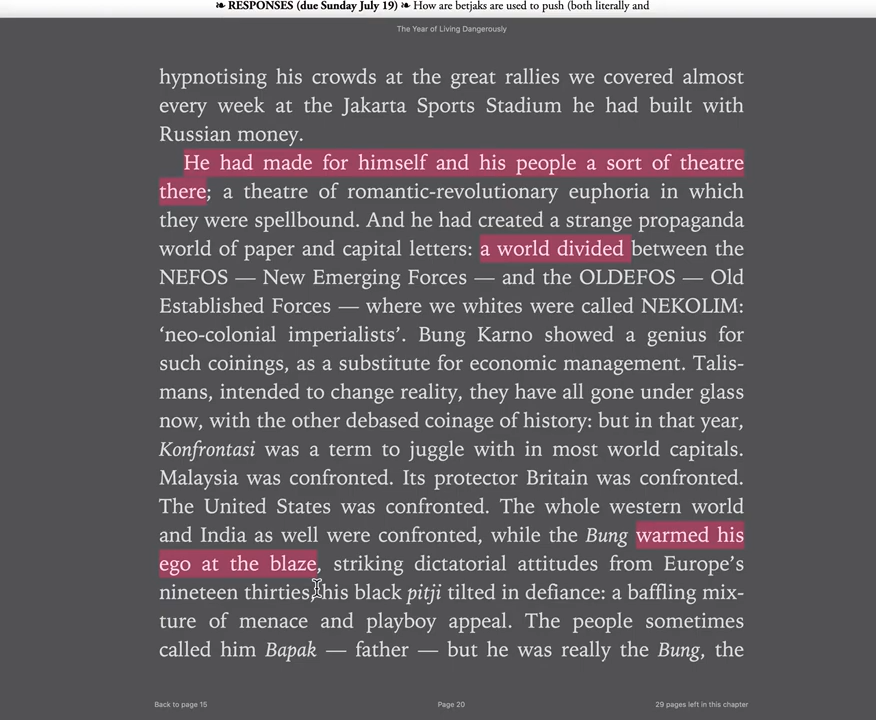 ❧ RESPONSES (due Sunday July 19) ❧ How are betjaks are used to push (both literally and
The Year of Living Dangerously
hypnotising his crowds at the great rallies we covered almost
every week at the Jakarta Sports Stadium he had built with
Russian money.
He had made for himself and his people a sort of theatre
there; a theatre of romantic-revolutionary euphoria in which
they were spellbound. And he had created a strange propaganda
world of paper and capital letters: a world divided between the
NEFOS — New Emerging Forces — and the OLDEFOS — Old
Established Forces — where we whites were called NEKOLIM:
‘neo-colonial imperialists’. Bung Karno showed a genius for
such coinings, as a substitute for economic management. Talis-
mans, intended to change reality, they have all gone under glass
now, with the other debased coinage of history: but in that year,
Konfrontasi was a term to juggle with in most world capitals.
Malaysia was confronted. Its protector Britain was confronted.
The United States was confronted. The whole western world
and India as well were confronted, while the Bung warmed his
ego at the blaze, striking dictatorial attitudes from Europe’s
nineteen thirties, his black pitji tilted in defiance: a baffling mix-
ture of menace and playboy appeal. The people sometimes
called him Bapak — father — but he was really the Bung, the
Back to page 15
Page 20
29 pages left in this chapter